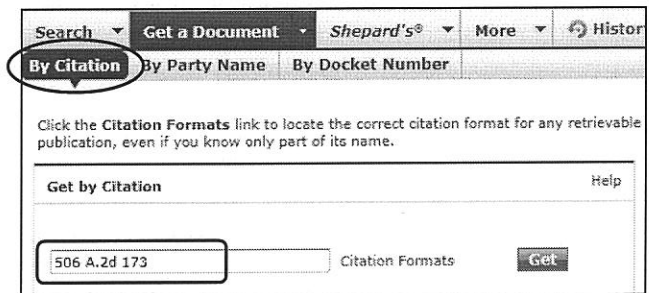 Search Get a Document Shepard's® More Histor
By Citation By Party Name By Docket Number
Click the Citation Formats link to locate the correct citation format for any retrievable
publication, even if you know only part of its name.
Get by Citation Help
506 A.2d 173 Citation Formats Get